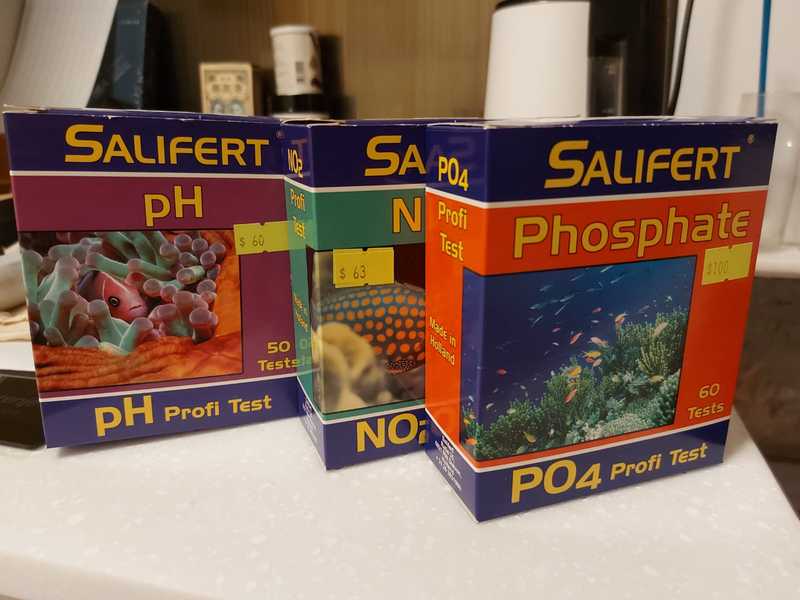 SALIFERT
pH
$ 60
50
Tests
pH Profi Test
NO2
Profi
Test
SA
N
$ 63
NO2
PO4
Profi
Test
Made in
Holland
SALIFERT
Phosphate
$100
60
Tests
PO4 Profi Test